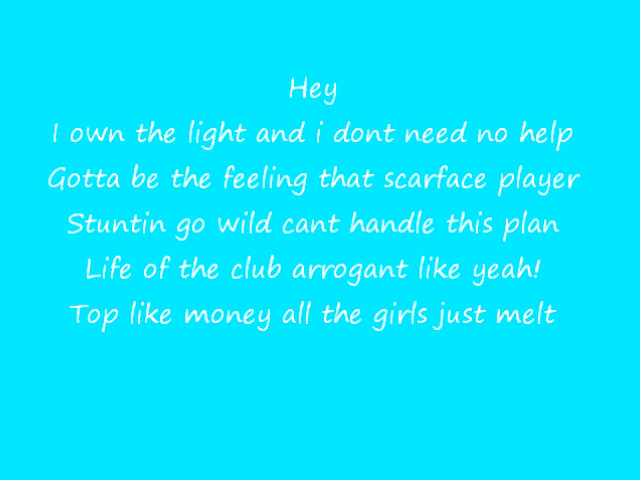 Hey
I own the light and i dont need no help
Gotta be the feeling that scarface player
Stuntin go wild cant handle this plan
Life of the club arrogant like yeah!
Top like money all the girls just melt